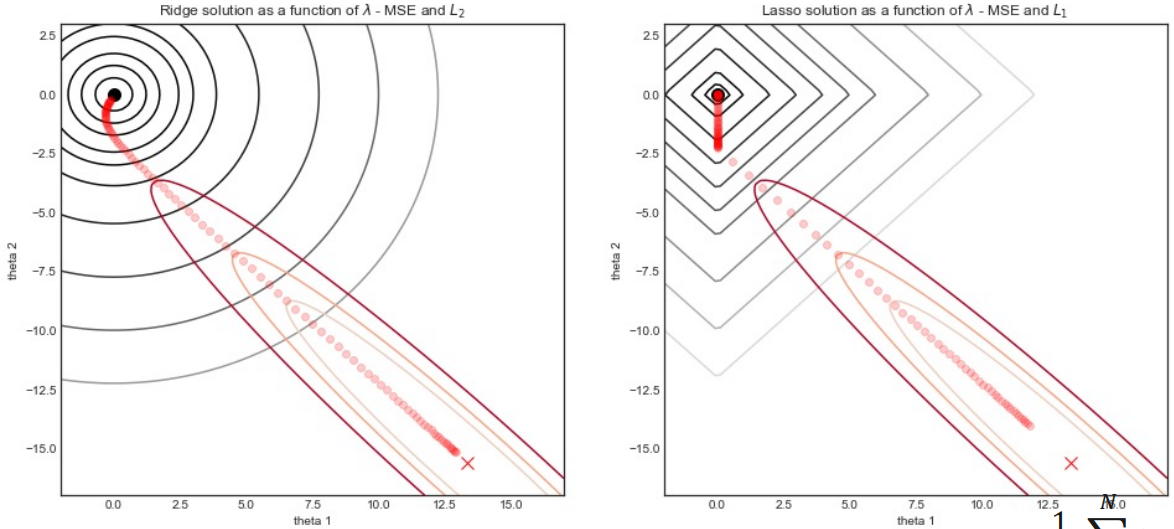 Ridge solution as a function of λ - MSE and L₂
2.5
0.0
−2.5
−5.0
−7.5
−10.0
−12.5
−15.0
theta 2
0.0 2.5 5.0 7.5 10.0 12.5 15.0
theta 1
Lasso solution as a function of λ - MSE and L₁
2.5
0.0
−2.5
−5.0
−7.5
−10.0
−12.5
−15.0
theta 2
0.0 2.5 5.0 7.5 10.0 12.5
theta 1
N
1 ∑